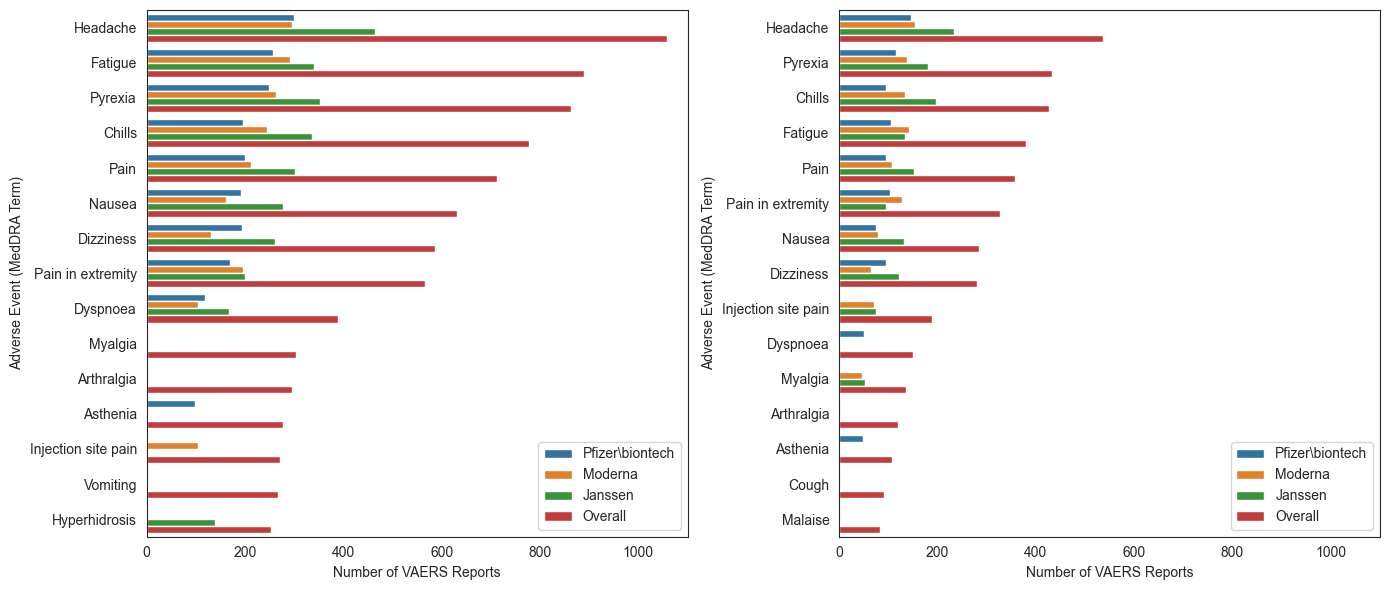 Adverse Event (MedDRA Term)
Headache
Fatigue
Pyrexia
Chills
Pain
Nausea
Dizziness
Pain in extremity
Dyspnoea
Myalgia
Arthralgia
Asthenia
Injection site pain
Vomiting
Hyperhidrosis
0 200 400 600 800 1000
Number of VAERS Reports
Pfizer\biontech
Moderna
Janssen
Overall
Adverse Event (MedDRA Term)
Headache
Pyrexia
Chills
Fatigue
Pain
Pain in extremity
Nausea
Dizziness
Injection site pain
Dyspnoea
Myalgia
Arthralgia
Asthenia
Cough
Malaise
0 200 400 600 800 1000
Number of VAERS Reports
Pfizer\biontech
Moderna
Janssen
Overall